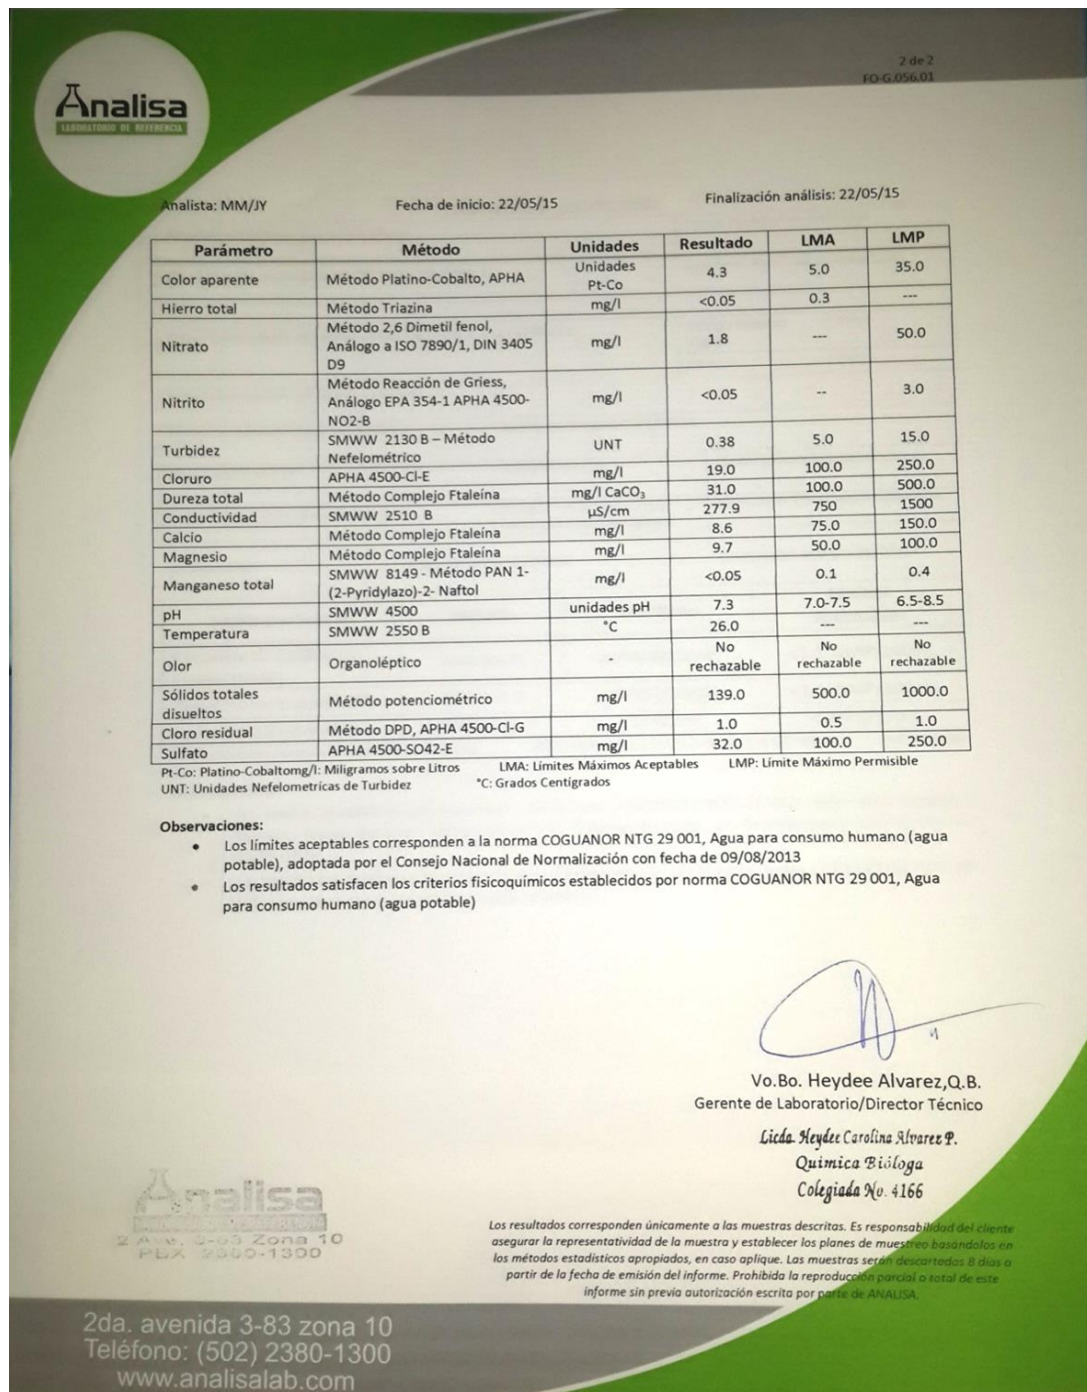 2 de 2
FO-G.056.01
Analisa
LABORATORIO DE REFERENCIA
Analista: MM/JY Fecha de inicio: 22/05/15 Finalización análisis: 22/05/15
Parámetro Método Unidades Resultado LMA LMP
Color aparente Método Platino-Cobalto, APHA Unidades Pt-Co 4.3 5.0 35.0
Hierro total Método Triazina mg/l <0.05 0.3 ---
Nitrato Método 2,6 Dimetil fenol, Análogo a ISO 7890/1, DIN 3405 D9 mg/l 1.8 --- 50.0
Nitrito Método Reacción de Griess, Análogo EPA 354-1 APHA 4500-NO2-B mg/l <0.05 -- 3.0
Turbidez SMWW 2130 B – Método Nefelométrico UNT 0.38 5.0 15.0
Cloruro APHA 4500-Cl-E mg/l 19.0 100.0 250.0
Dureza total Método Complejo Ftaleína mg/l CaCO₃ 31.0 100.0 500.0
Conductividad SMWW 2510 B µS/cm 277.9 750 1500
Calcio Método Complejo Ftaleína mg/l 8.6 75.0 150.0
Magnesio Método Complejo Ftaleína mg/l 9.7 50.0 100.0
Manganeso total SMWW 8149 - Método PAN 1-(2-Pyridylazo)-2- Naftol mg/l <0.05 0.1 0.4
pH SMWW 4500 unidades pH 7.3 7.0-7.5 6.5-8.5
Temperatura SMWW 2550 B °C 26.0 --- ---
Olor Organoléptico - No rechazable No rechazable No rechazable
Sólidos totales disueltos Método potenciométrico mg/l 139.0 500.0 1000.0
Cloro residual Método DPD, APHA 4500-Cl-G mg/l 1.0 0.5 1.0
Sulfato APHA 4500-SO42-E mg/l 32.0 100.0 250.0
Pt-Co: Platino-Cobaltomg/l: Miligramos sobre Litros LMA: Límites Máximos Aceptables LMP: Límite Máximo Permisible
UNT: Unidades Nefelometricas de Turbidez °C: Grados Centigrados
Observaciones:
• Los límites aceptables corresponden a la norma COGUANOR NTG 29 001, Agua para consumo humano (agua
potable), adoptada por el Consejo Nacional de Normalización con fecha de 09/08/2013
• Los resultados satisfacen los criterios fisicoquímicos establecidos por norma COGUANOR NTG 29 001, Agua
para consumo humano (agua potable)
Vo.Bo. Heydee Alvarez,Q.B.
Gerente de Laboratorio/Director Técnico
Licda. Heydee Carolina Alvarez P.
Química Bióloga
Colegiada No. 4166
Analisa
LABORATORIO DE REFERENCIA
2 Ave. 3-83 Zona 10
PBX 2380-1300
Los resultados corresponden únicamente a las muestras descritas. Es responsabilidad del cliente
asegurar la representatividad de la muestra y establecer los planes de muestreo basándolos en
los métodos estadísticos apropiados, en caso aplique. Las muestras serán descartadas 8 días a
partir de la fecha de emisión del informe. Prohibida la reproducción parcial o total de este
informe sin previa autorización escrita por parte de ANALISA.
2da. avenida 3-83 zona 10
Teléfono: (502) 2380-1300
www.analisalab.com